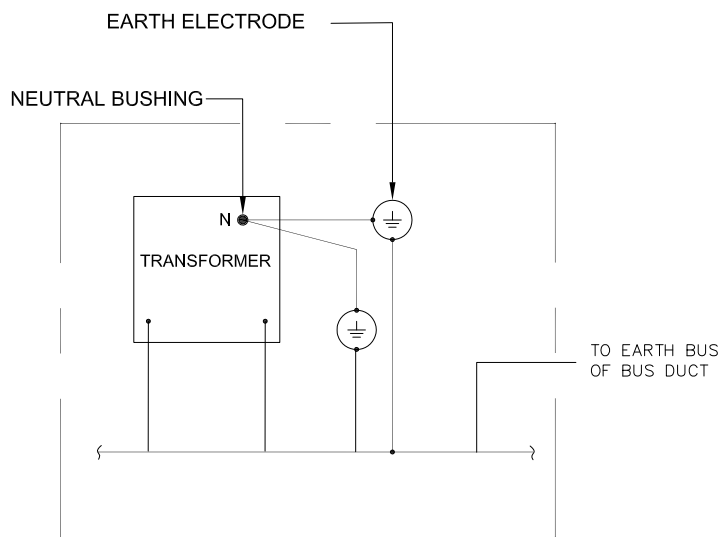 EARTH ELECTRODE
NEUTRAL BUSHING
N
TRANSFORMER
TO EARTH BUS
OF BUS DUCT